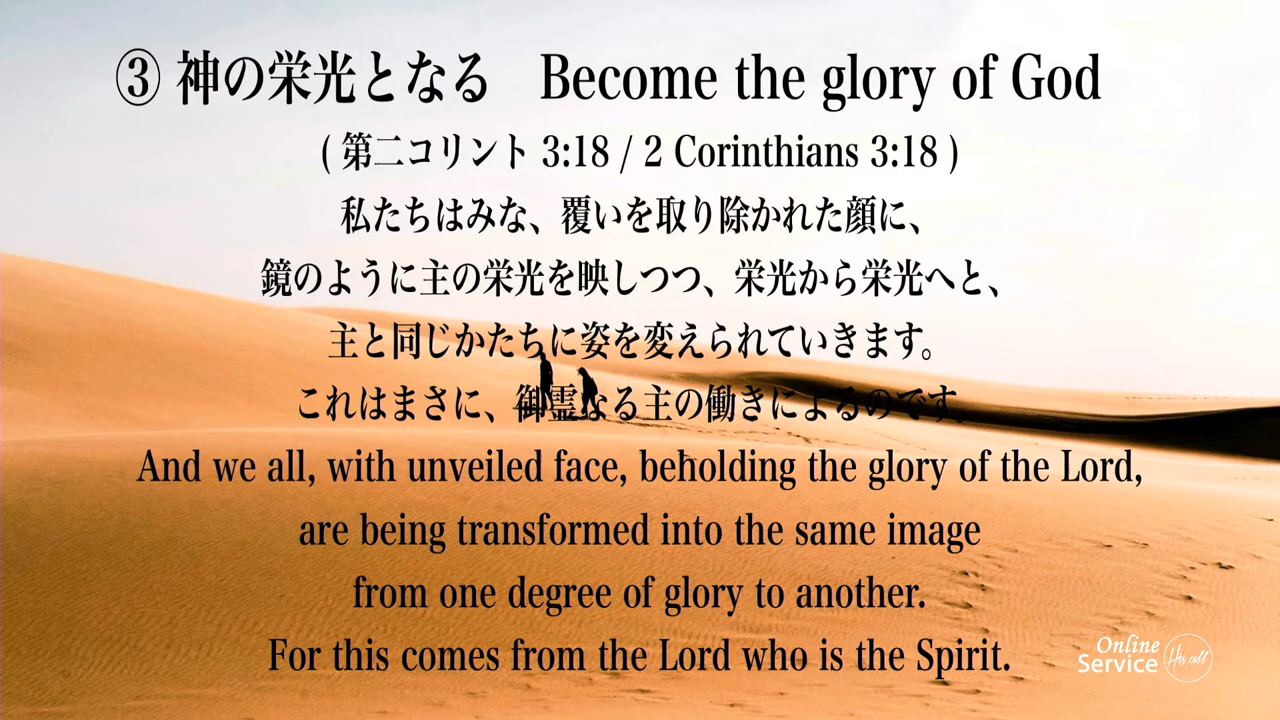 ③ 神の栄光となる Become the glory of God
( 第二コリント 3:18 / 2 Corinthians 3:18 )
私たちはみな、覆いを取り除かれた顔に、
鏡のように主の栄光を映しつつ、栄光から栄光へと、
主と同じかたちに姿を変えられていきます。
これはまさに、御霊なる主の働きによるのです。
And we all, with unveiled face, beholding the glory of the Lord,
are being transformed into the same image
from one degree of glory to another.
For this comes from the Lord who is the Spirit.
Online
Service
His call